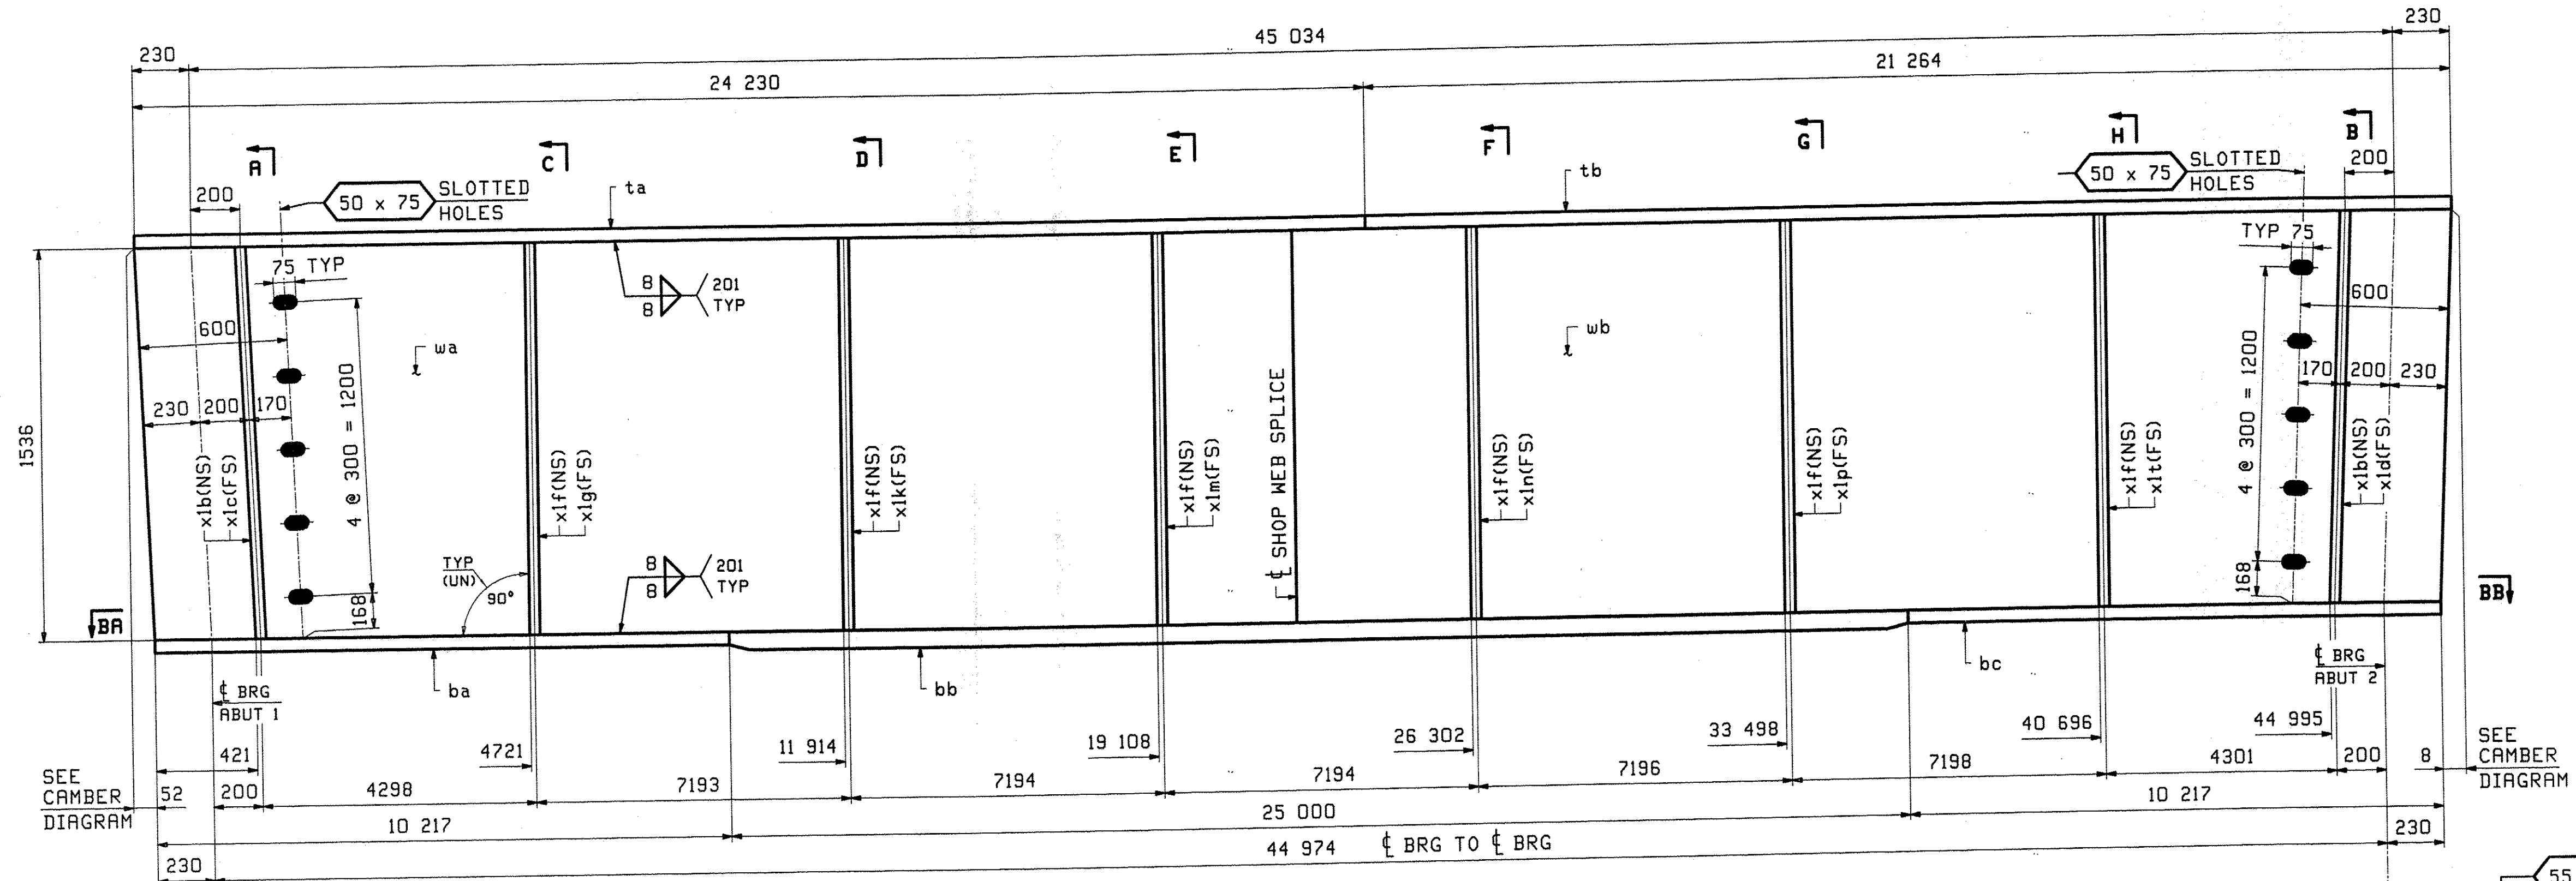 45 034
230
230
24 230
21 264
A
C
D
E
F
G
H
B
200
50 x 75
SLOTTED
HOLES
ta
tb
50 x 75
SLOTTED
HOLES
200
75 TYP
8
8
201
TYP
TYP 75
600
wa
wb
600
1536
230
200
170
4 @ 300 = 1200
x1b(NS)
x1c(FS)
x1f(NS)
x1g(FS)
x1f(NS)
x1k(FS)
x1f(NS)
x1m(FS)
℄ SHOP WEB SPLICE
x1f(NS)
x1n(FS)
x1f(NS)
x1p(FS)
x1f(NS)
x1t(FS)
4 @ 300 = 1200
170
200
230
x1b(NS)
x1d(FS)
TYP
(UN)
90°
8
8
201
TYP
168
168
BA
BB
ba
bb
bc
℄ BRG
ABUT 1
℄ BRG
ABUT 2
421
4721
11 914
19 108
26 302
33 498
40 696
44 995
SEE
CAMBER
DIAGRAM
52
200
4298
7193
7194
7194
7196
7198
4301
200
8
SEE
CAMBER
DIAGRAM
10 217
25 000
10 217
230
44 974 ℄ BRG TO ℄ BRG
230
55